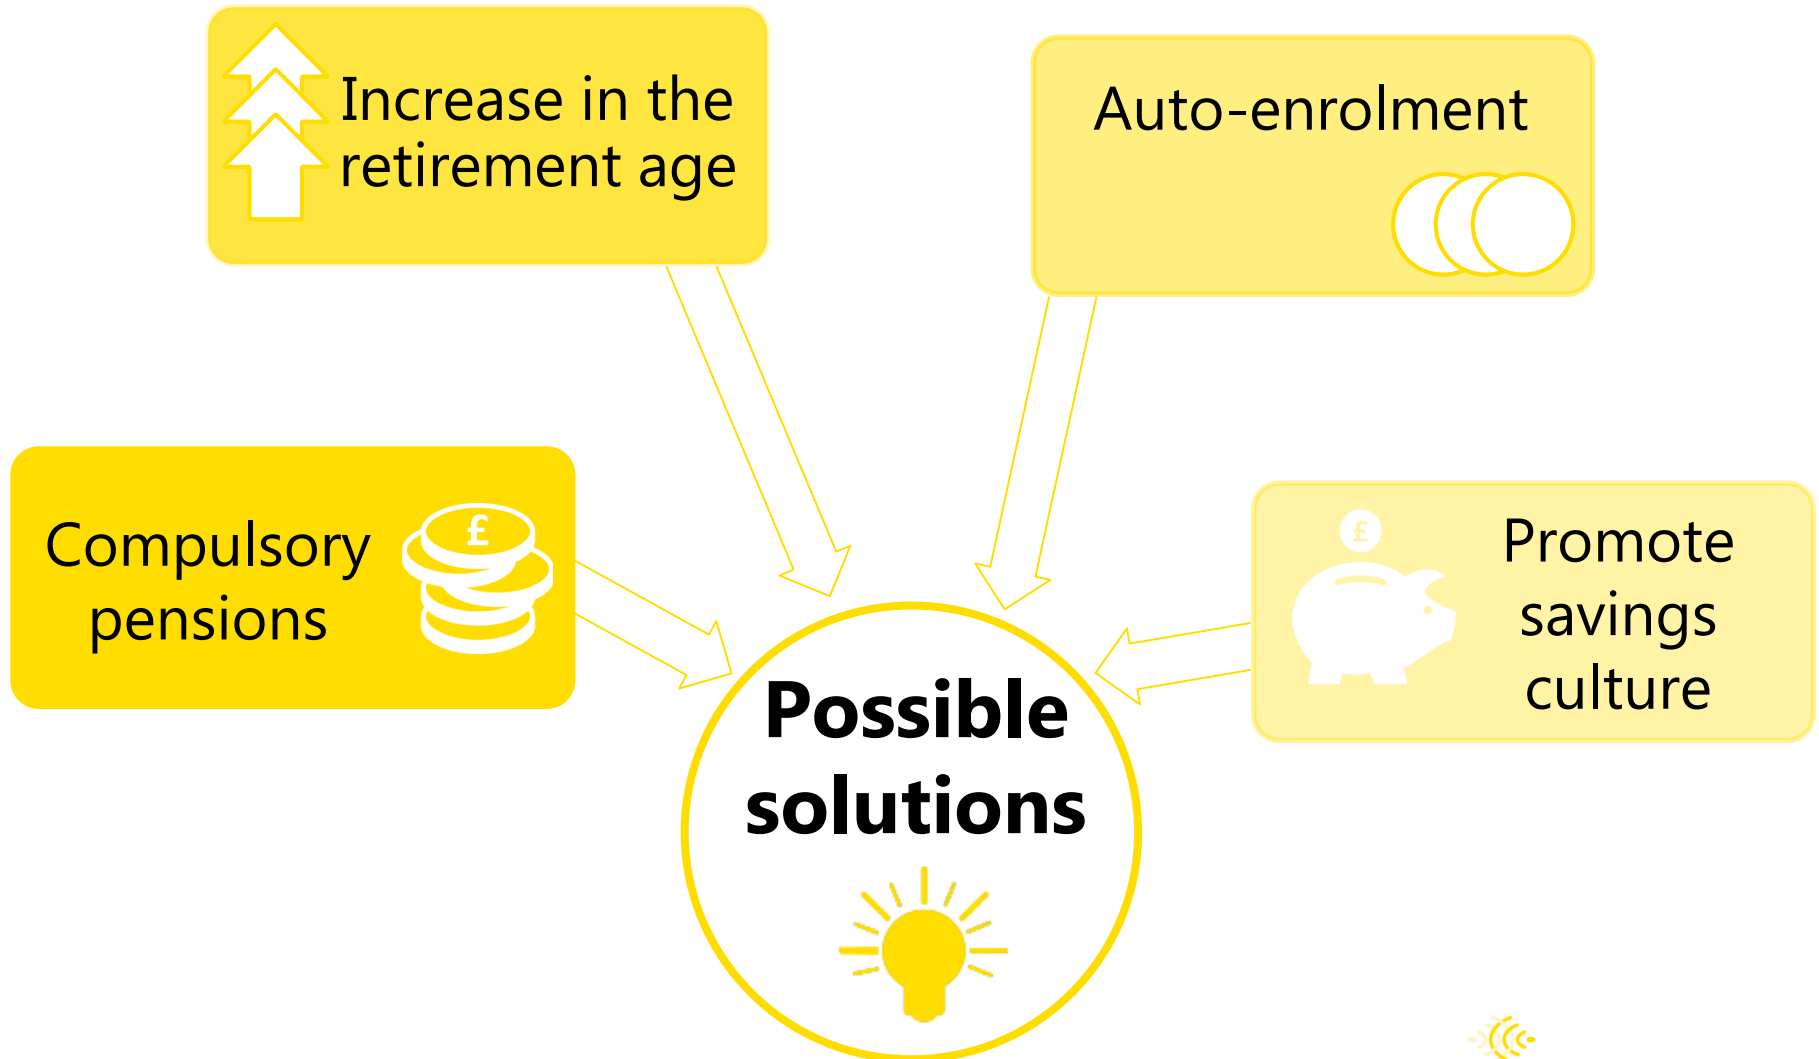 Increase in the
retirement age
Auto-enrolment
Compulsory
pensions
£
£
Promote
savings
culture
Possible
solutions